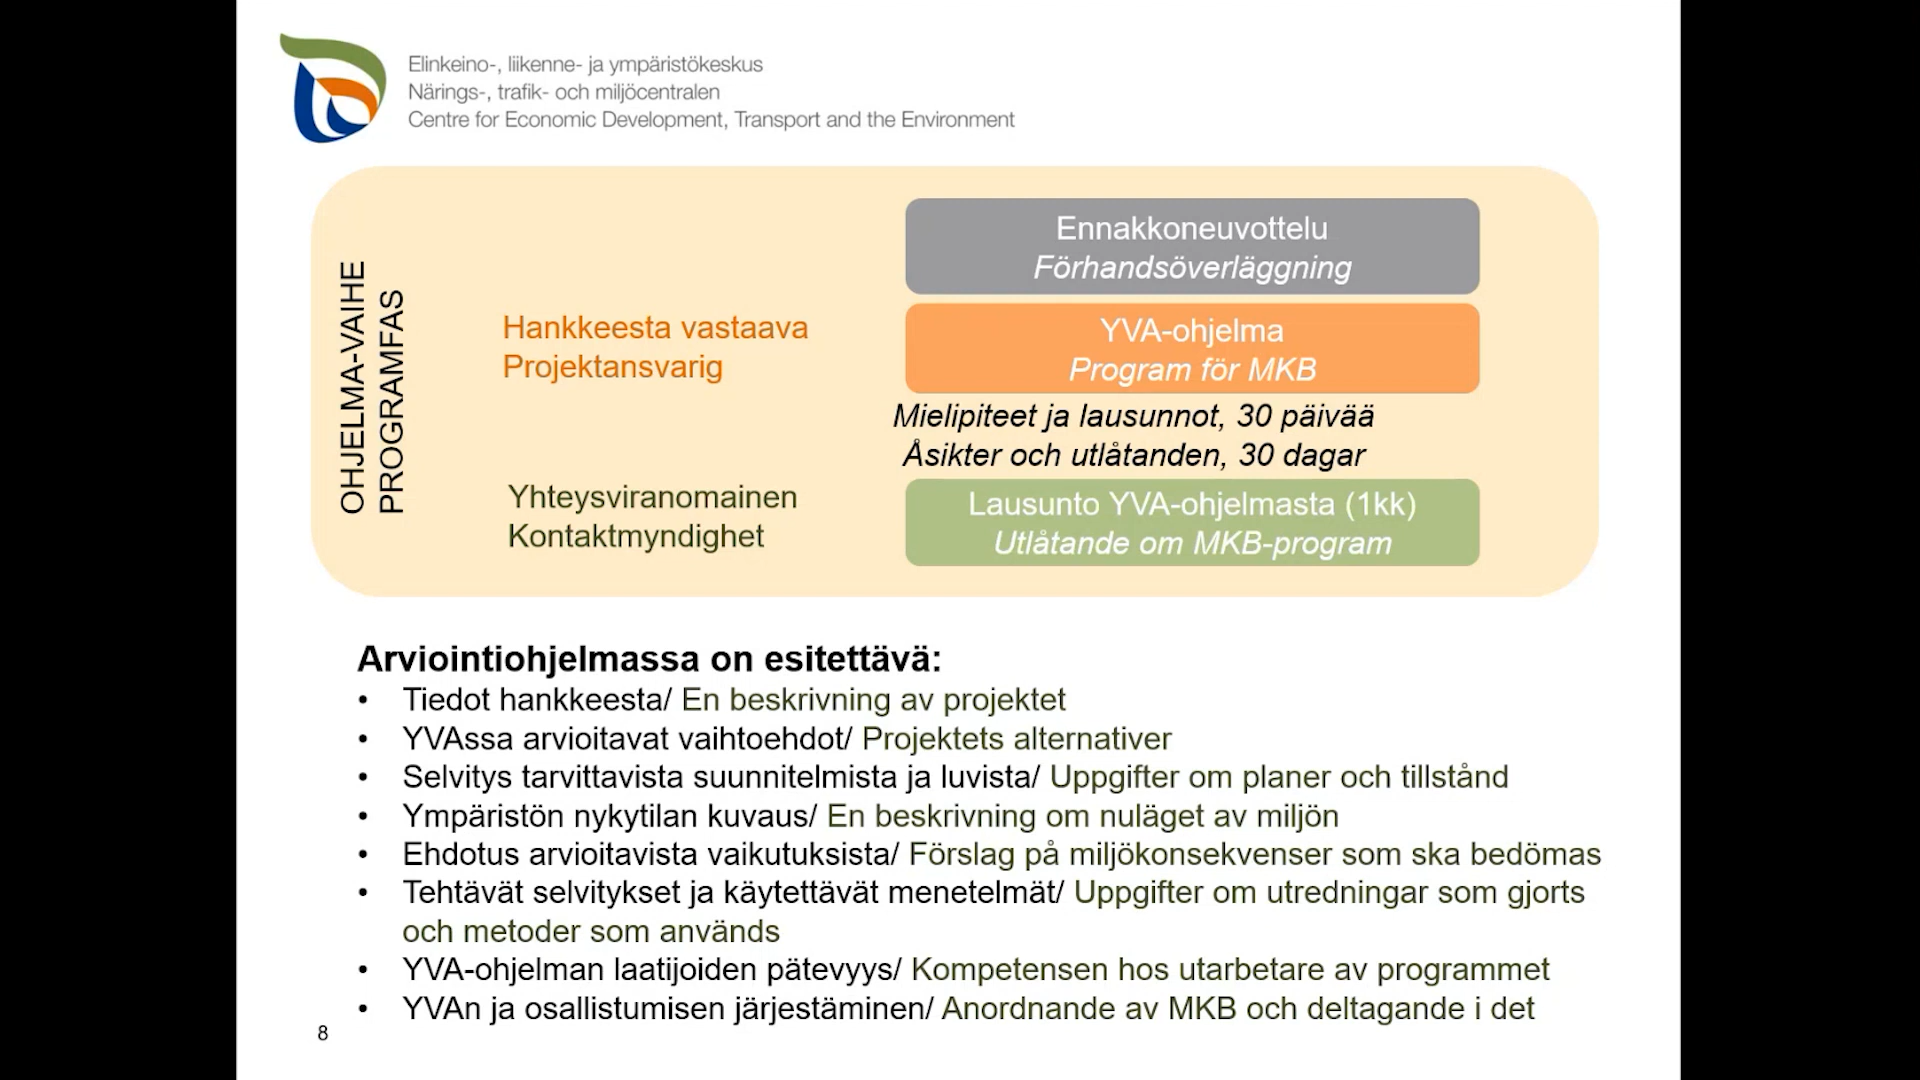 Elinkeino-, liikenne- ja ympäristökeskus
Närings-, trafik- och miljöcentralen
Centre for Economic Development, Transport and the Environment
OHJELMA-VAIHE
PROGRAMFAS
Ennakkoneuvottelu
Förhandsöverläggning
Hankkeesta vastaava
Projektansvarig
YVA-ohjelma
Program för MKB
Mielipiteet ja lausunnot, 30 päivää
Åsikter och utlåtanden, 30 dagar
Yhteysviranomainen
Kontaktmyndighet
Lausunto YVA-ohjelmasta (1kk)
Utlåtande om MKB-program
Arviointiohjelmassa on esitettävä:
• Tiedot hankkeesta/ En beskrivning av projektet
• YVAssa arvioitavat vaihtoehdot/ Projektets alternativer
• Selvitys tarvittavista suunnitelmista ja luvista/ Uppgifter om planer och tillstånd
• Ympäristön nykytilan kuvaus/ En beskrivning om nuläget av miljön
• Ehdotus arvioitavista vaikutuksista/ Förslag på miljökonsekvenser som ska bedömas
• Tehtävät selvitykset ja käytettävät menetelmät/ Uppgifter om utredningar som gjorts
och metoder som används
• YVA-ohjelman laatijoiden pätevyys/ Kompetensen hos utarbetare av programmet
• YVAn ja osallistumisen järjestäminen/ Anordnande av MKB och deltagande i det
8